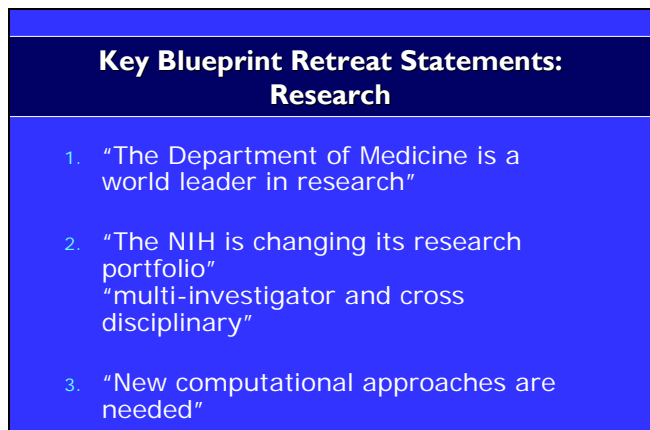 Key Blueprint Retreat Statements:
Research
1. “The Department of Medicine is a
world leader in research”
2. “The NIH is changing its research
portfolio”
“multi-investigator and cross
disciplinary”
3. “New computational approaches are
needed”